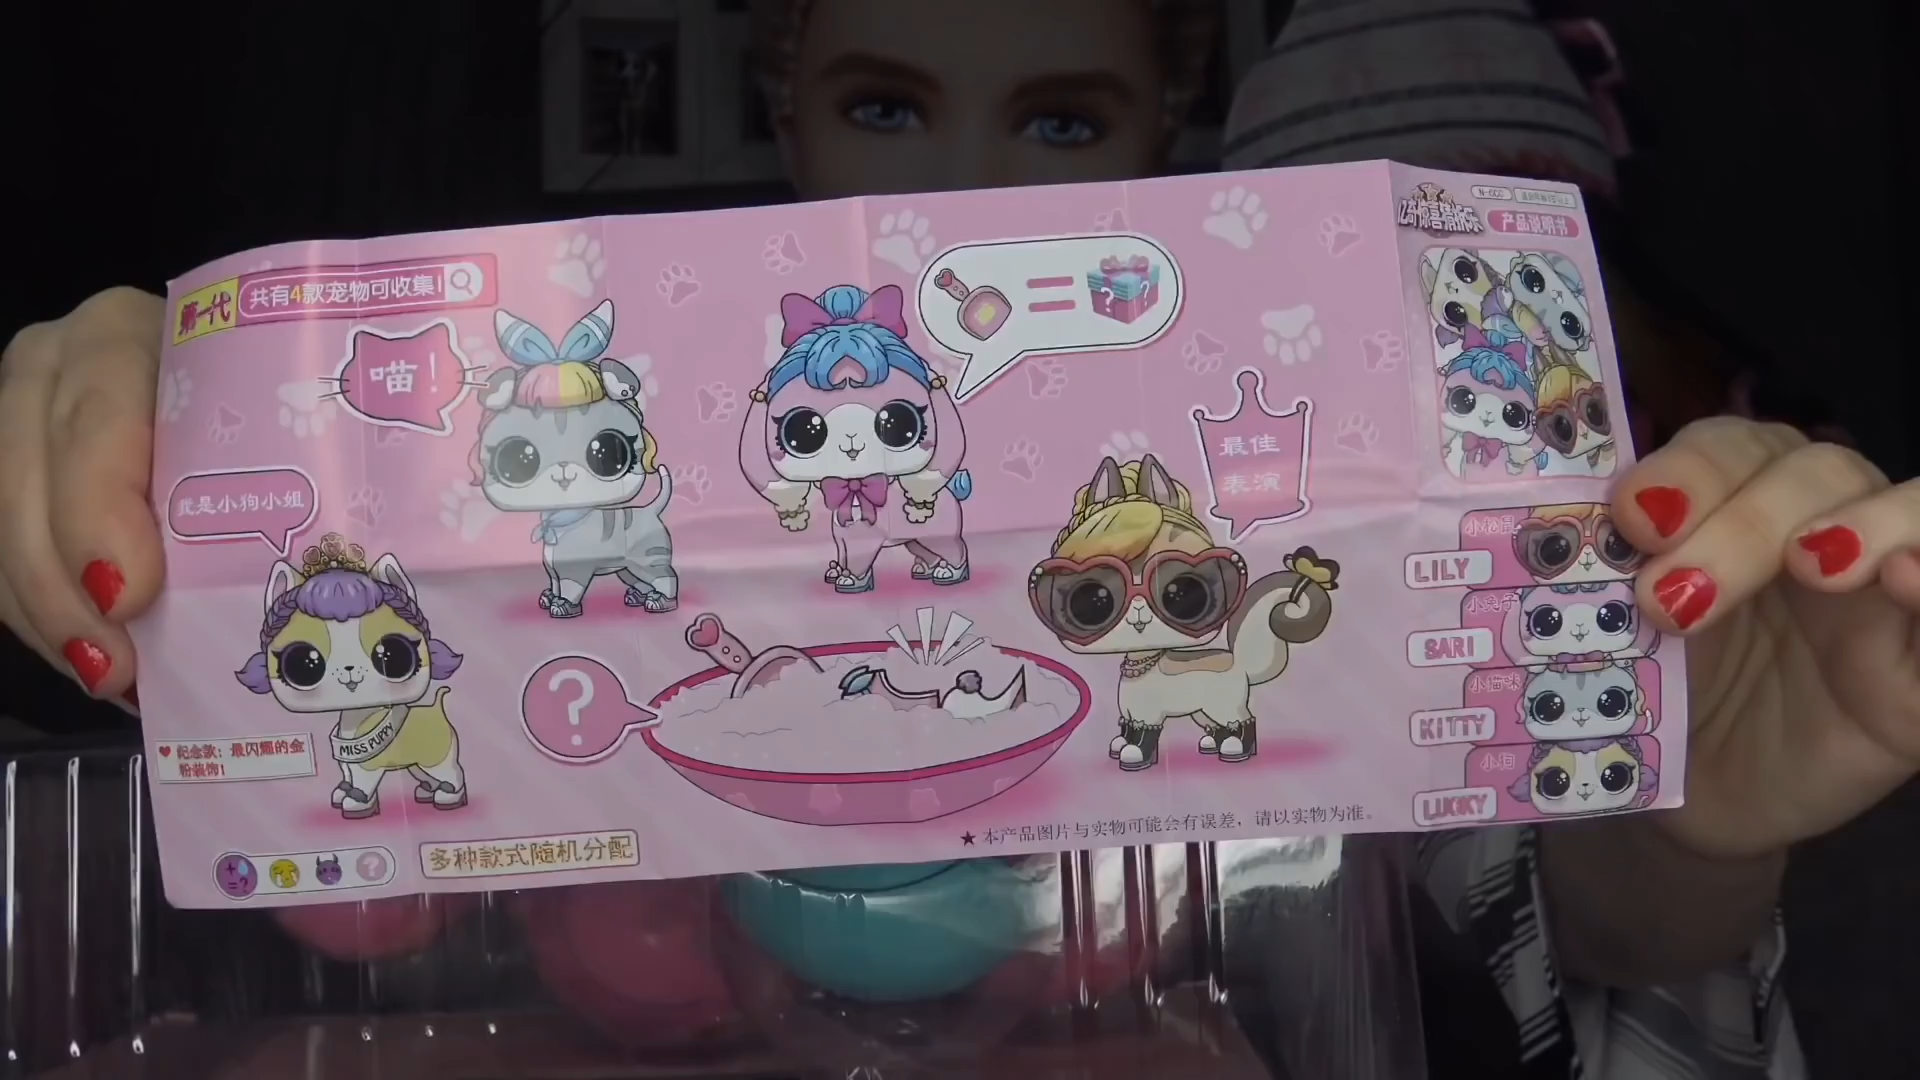 第一代
共有4款宠物可收集!
喵!
我是小狗小姐
MISS PUPPY
最佳
表演
?
♥ 纪念款:最闪耀的金
粉装饰!
多种款式随机分配
★ 本产品图片与实物可能会有误差,请以实物为准。
产品说明书
小松鼠
LILY
小兔子
SARI
小猫咪
KITTY
小狗
LUCKY